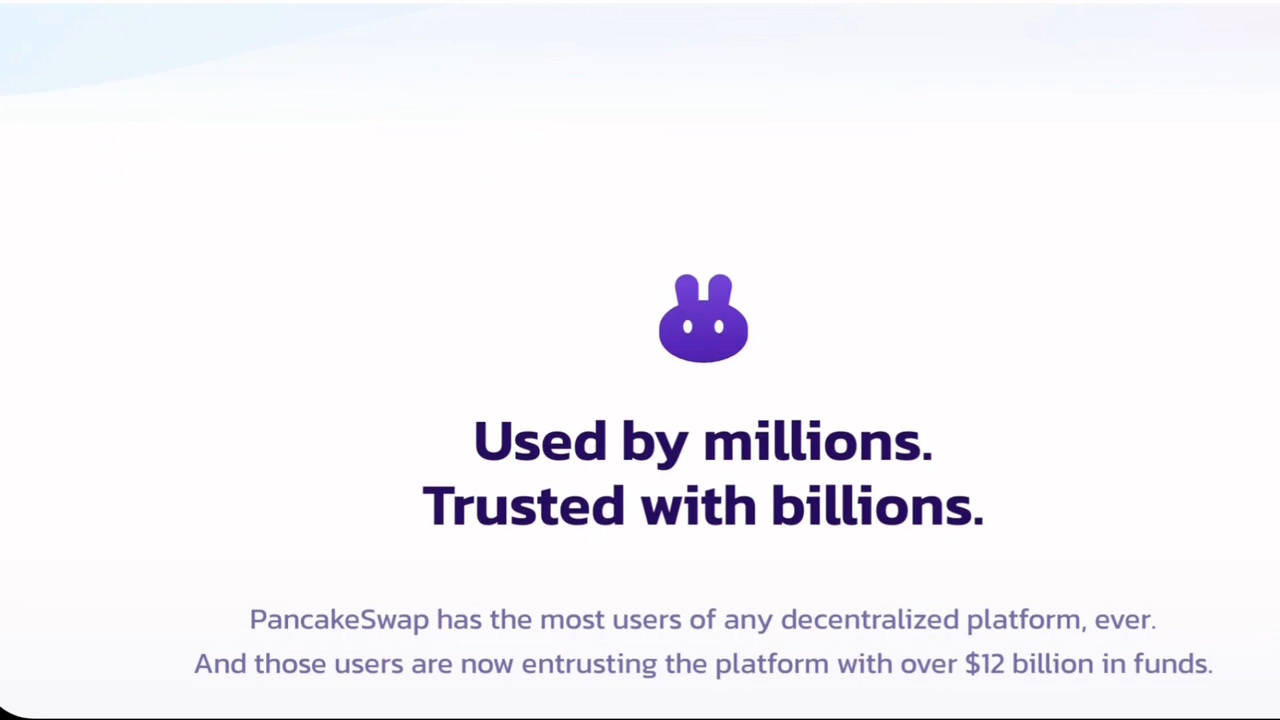 Used by millions.
Trusted with billions.
PancakeSwap has the most users of any decentralized platform, ever.
And those users are now entrusting the platform with over $12 billion in funds.